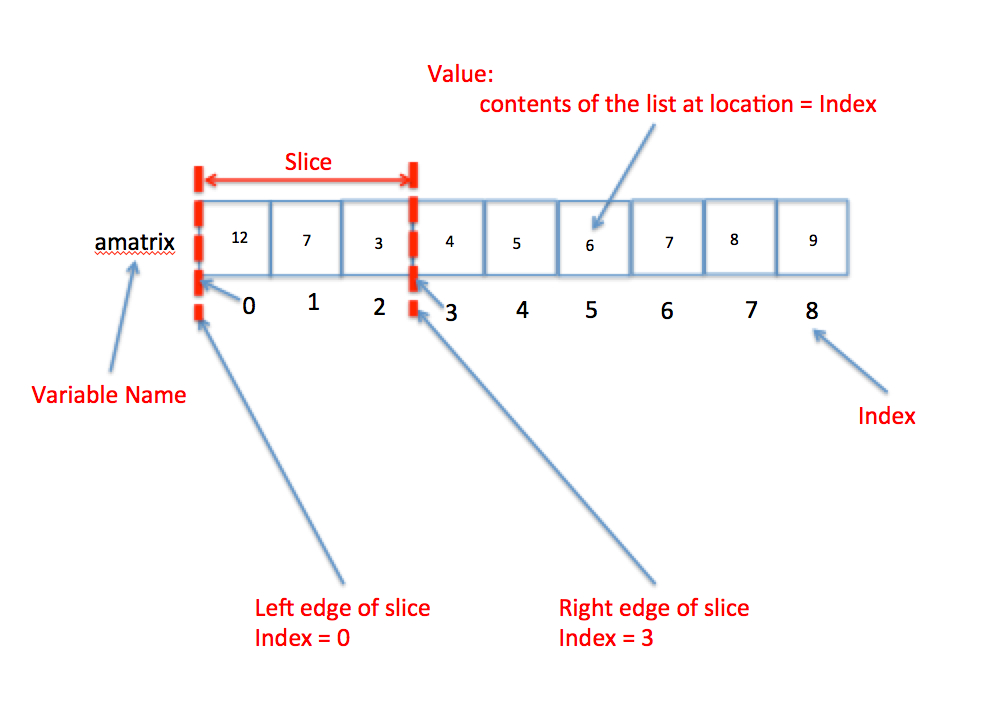 Value:
contents of the list at location = Index
Slice
amatrix
12 7 3 4 5 6 7 8 9
0 1 2 3 4 5 6 7 8
Variable Name
Index
Left edge of slice
Index = 0
Right edge of slice
Index = 3